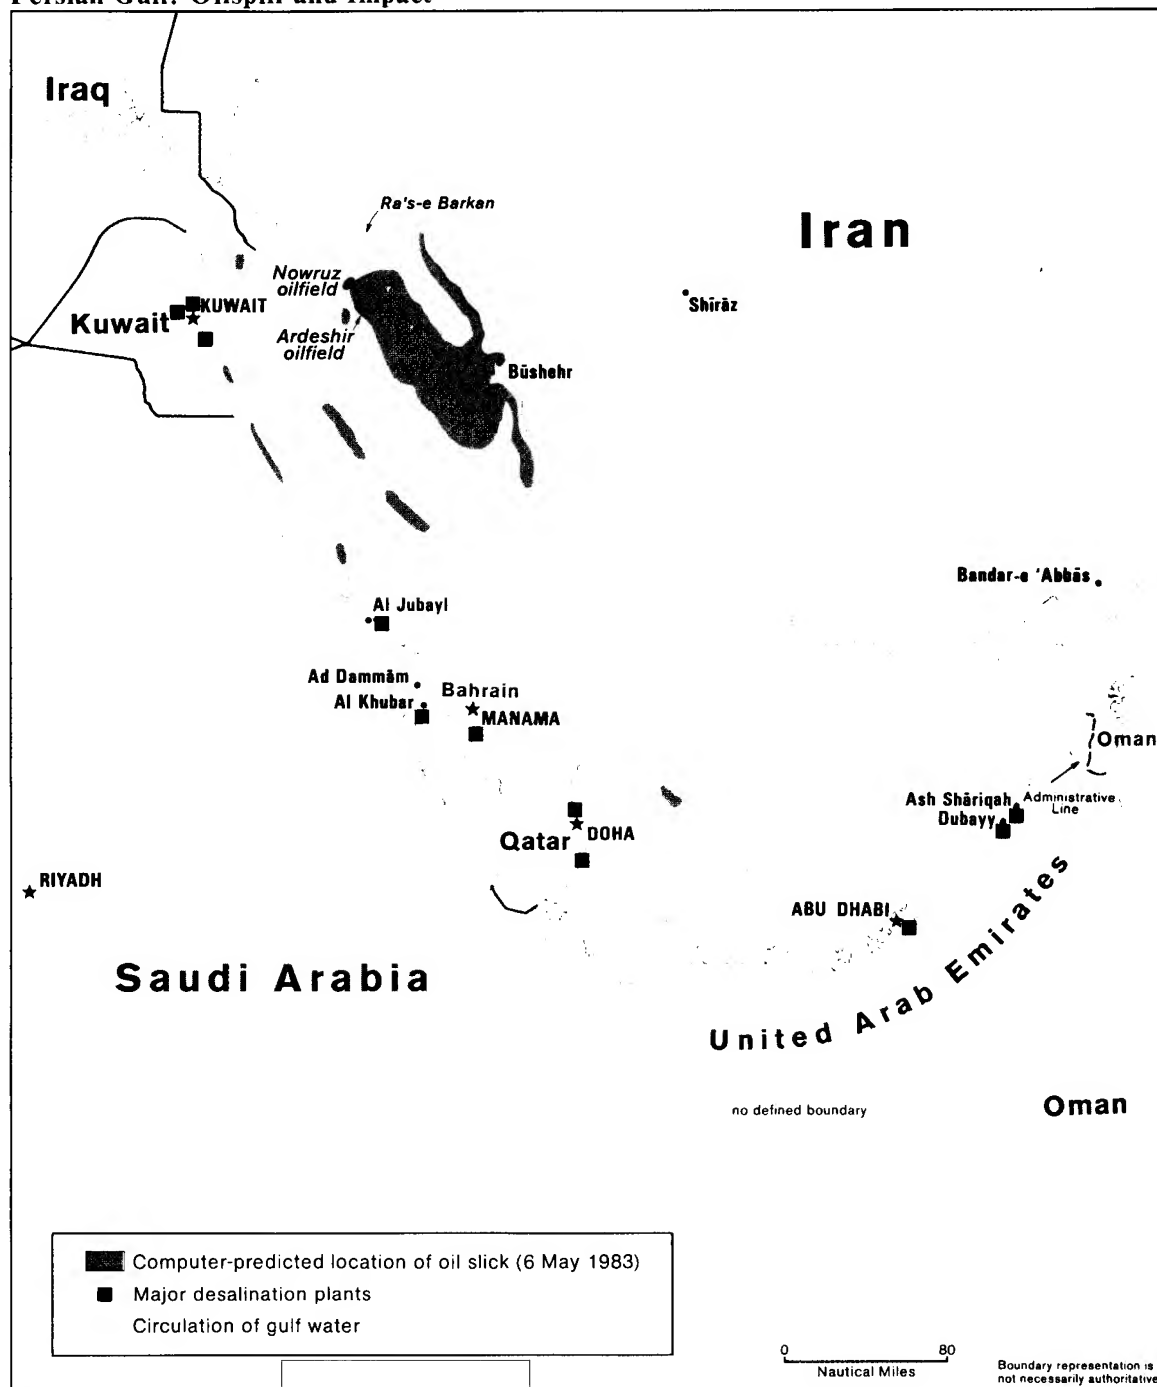 Persian Gulf: Oilspill and Impact
Iraq
Ra's-e Barkan
Iran
Nowruz
oilfield
Shīrāz
KUWAIT
Kuwait
Ardeshir
oilfield
Būshehr
Bandar-e 'Abbās
Al Jubayl
Ad Dammām
Bahrain
Al Khubar
MANAMA
Oman
Ash Shāriqah
Administrative
Line
Dubayy
DOHA
Qatar
RIYADH
ABU DHABI
Saudi Arabia
United Arab Emirates
no defined boundary
Oman
Computer-predicted location of oil slick (6 May 1983)
Major desalination plants
Circulation of gulf water
0 80
Nautical Miles
Boundary representation is
not necessarily authoritative